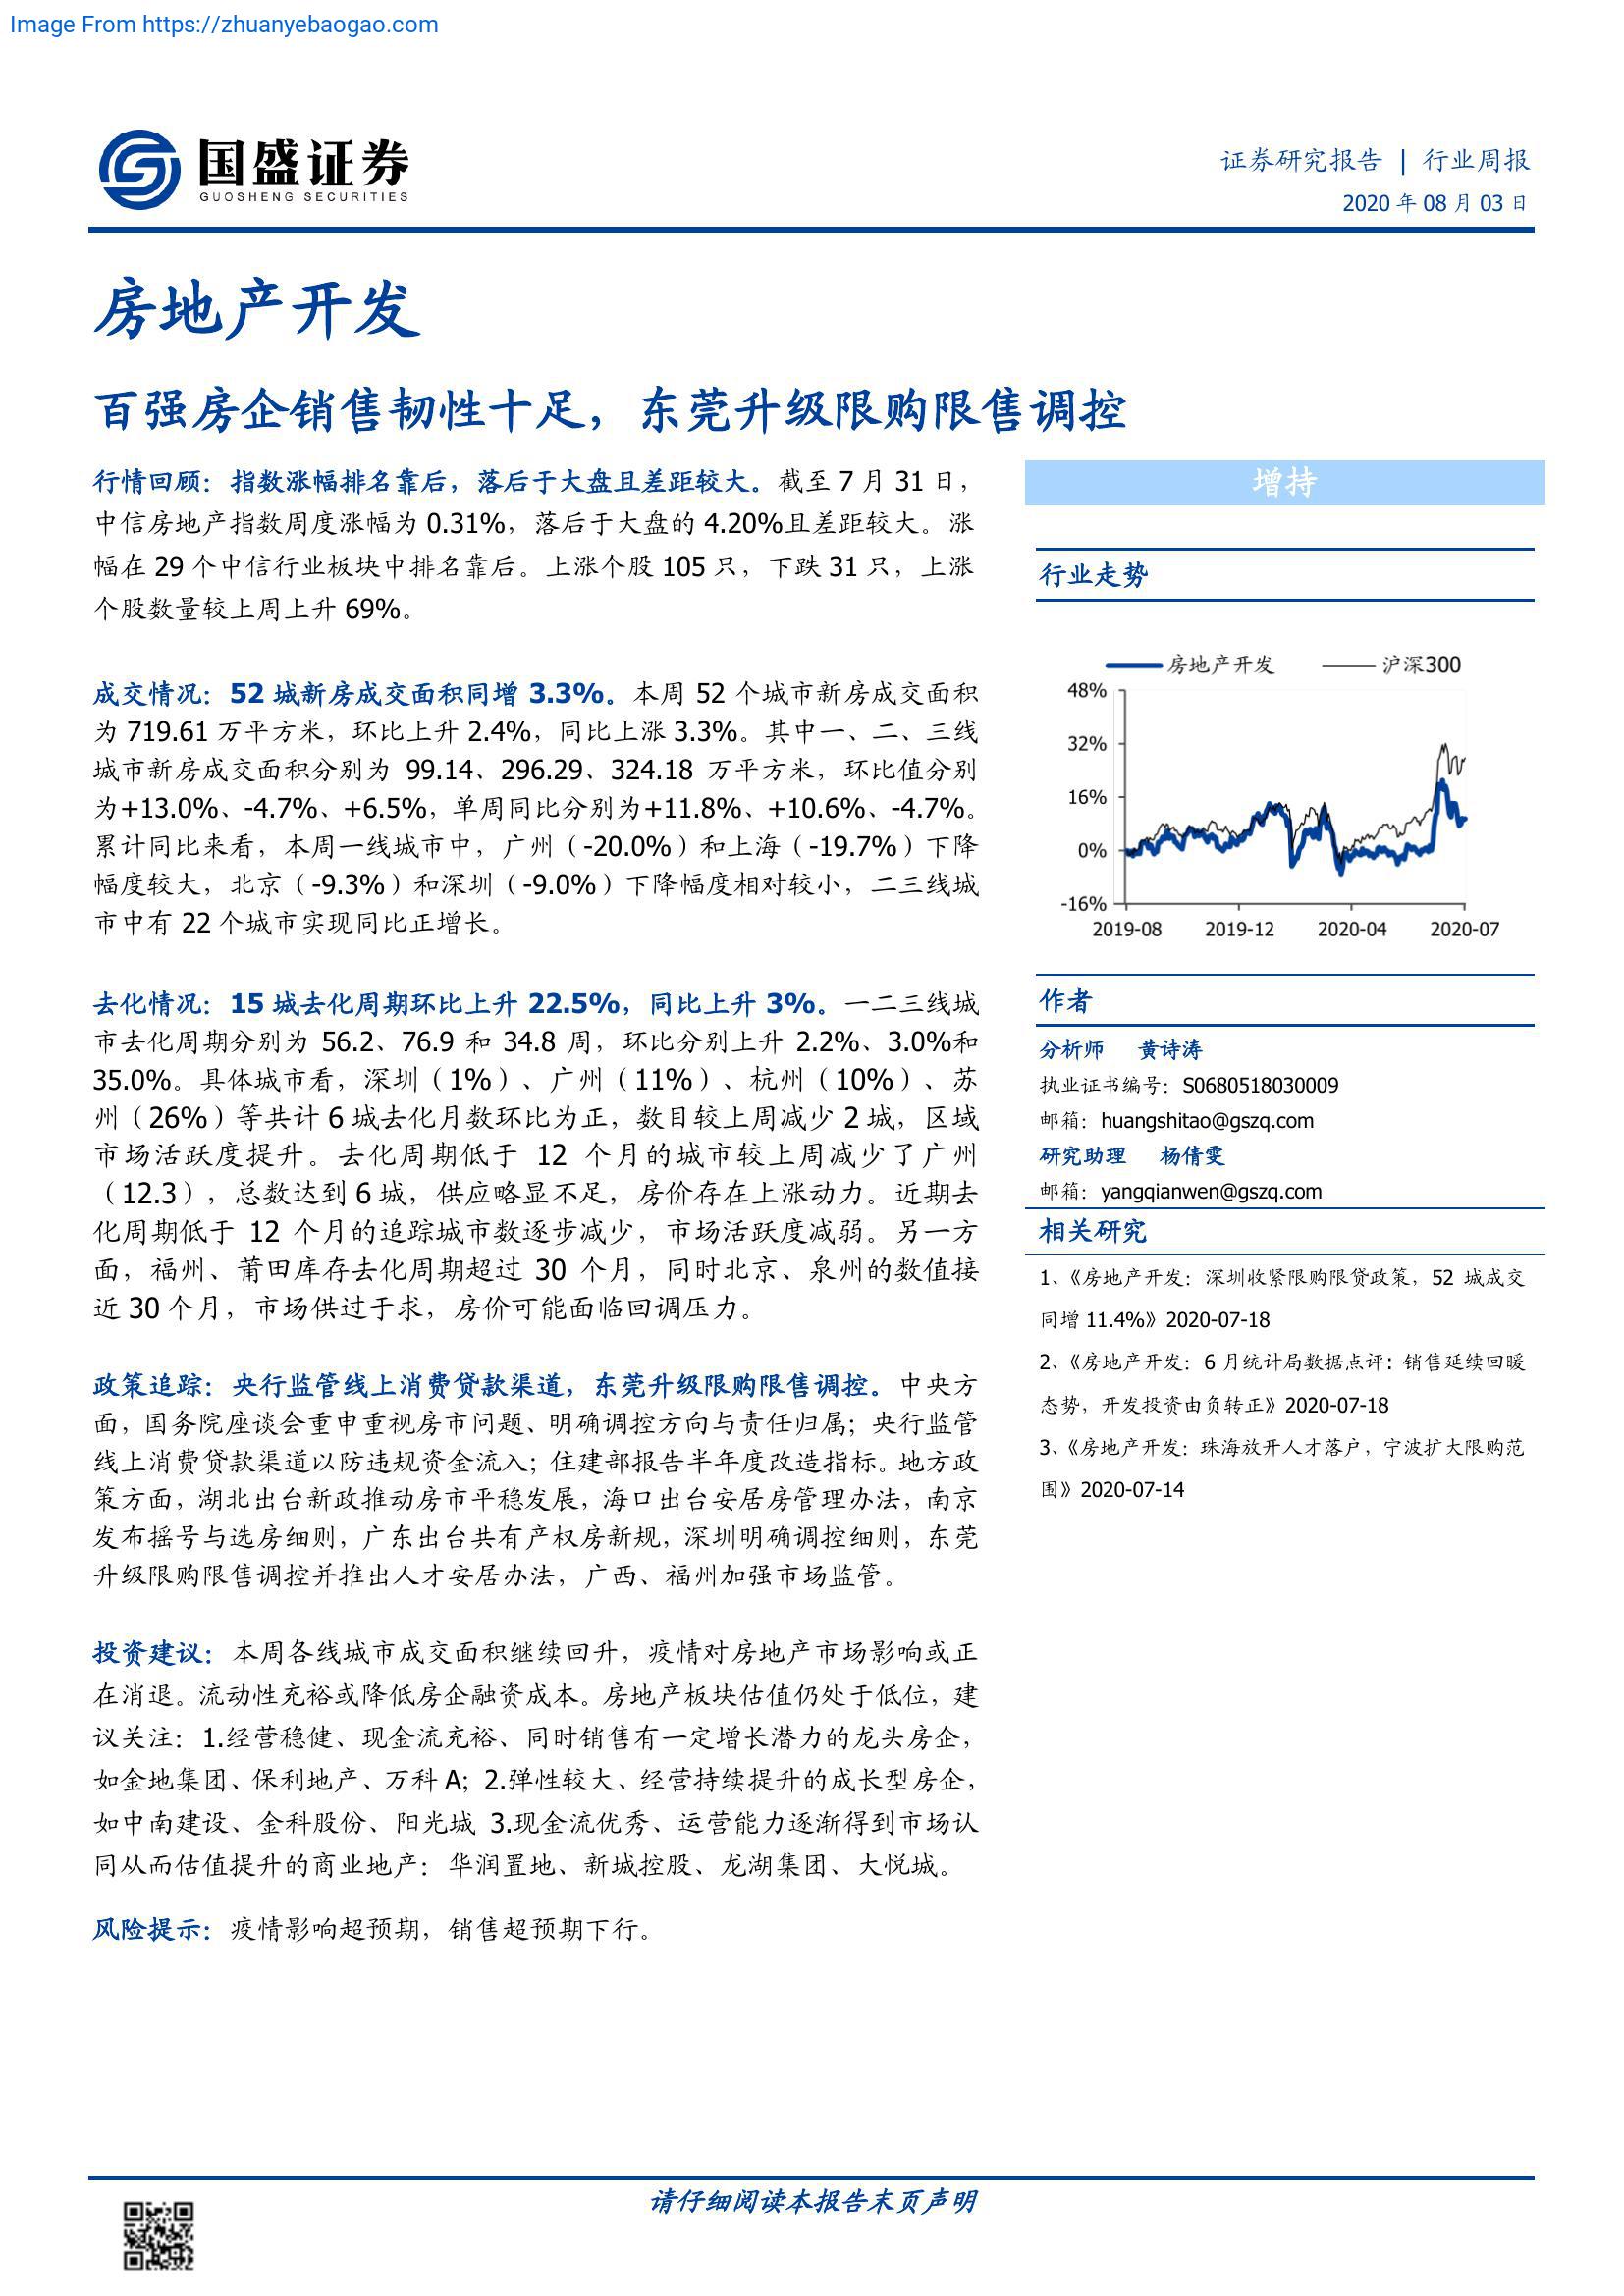 Image From https://zhuanyebaogao.com
国盛证券
GUOSHENG SECURITIES
证券研究报告 | 行业周报
2020 年 08 月 03 日
房地产开发
百强房企销售韧性十足，东莞升级限购限售调控
行情回顾：指数涨幅排名靠后，落后于大盘且差距较大。截至 7 月 31 日，
中信房地产指数周度涨幅为 0.31%，落后于大盘的 4.20%且差距较大。涨
幅在 29 个中信行业板块中排名靠后。上涨个股 105 只，下跌 31 只，上涨
个股数量较上周上升 69%。
成交情况：52 城新房成交面积同增 3.3%。本周 52 个城市新房成交面积
为 719.61 万平方米，环比上升 2.4%，同比上涨 3.3%。其中一、二、三线
城市新房成交面积分别为 99.14、296.29、324.18 万平方米，环比值分别
为+13.0%、-4.7%、+6.5%，单周同比分别为+11.8%、+10.6%、-4.7%。
累计同比来看，本周一线城市中，广州（-20.0%）和上海（-19.7%）下降
幅度较大，北京（-9.3%）和深圳（-9.0%）下降幅度相对较小，二三线城
市中有 22 个城市实现同比正增长。
去化情况：15 城去化周期环比上升 22.5%，同比上升 3%。一二三线城
市去化周期分别为 56.2、76.9 和 34.8 周，环比分别上升 2.2%、3.0%和
35.0%。具体城市看，深圳（1%）、广州（11%）、杭州（10%）、苏
州（26%）等共计 6 城去化月数环比为正，数目较上周减少 2 城，区域
市场活跃度提升。去化周期低于 12 个月的城市较上周减少了广州
（12.3），总数达到 6 城，供应略显不足，房价存在上涨动力。近期去
化周期低于 12 个月的追踪城市数逐步减少，市场活跃度减弱。另一方
面，福州、莆田库存去化周期超过 30 个月，同时北京、泉州的数值接
近 30 个月，市场供过于求，房价可能面临回调压力。
政策追踪：央行监管线上消费贷款渠道，东莞升级限购限售调控。中央方
面，国务院座谈会重申重视房市问题、明确调控方向与责任归属；央行监管
线上消费贷款渠道以防违规资金流入；住建部报告半年度改造指标。地方政
策方面，湖北出台新政推动房市平稳发展，海口出台安居房管理办法，南京
发布摇号与选房细则，广东出台共有产权房新规，深圳明确调控细则，东莞
升级限购限售调控并推出人才安居办法，广西、福州加强市场监管。
投资建议：本周各线城市成交面积继续回升，疫情对房地产市场影响或正
在消退。流动性充裕或降低房企融资成本。房地产板块估值仍处于低位，建
议关注：1.经营稳健、现金流充裕、同时销售有一定增长潜力的龙头房企，
如金地集团、保利地产、万科 A；2.弹性较大、经营持续提升的成长型房企，
如中南建设、金科股份、阳光城 3.现金流优秀、运营能力逐渐得到市场认
同从而估值提升的商业地产：华润置地、新城控股、龙湖集团、大悦城。
风险提示：疫情影响超预期，销售超预期下行。
增持
行业走势
房地产开发 沪深300
48%
32%
16%
0%
-16%
2019-08 2019-12 2020-04 2020-07
作者
分析师 黄诗涛
执业证书编号：S0680518030009
邮箱：huangshitao@gszq.com
研究助理 杨倩雯
邮箱：yangqianwen@gszq.com
相关研究
1、《房地产开发：深圳收紧限购限贷政策，52 城成交
同增 11.4%》2020-07-18
2、《房地产开发：6 月统计局数据点评：销售延续回暖
态势，开发投资由负转正》2020-07-18
3、《房地产开发：珠海放开人才落户，宁波扩大限购范
围》2020-07-14
请仔细阅读本报告末页声明